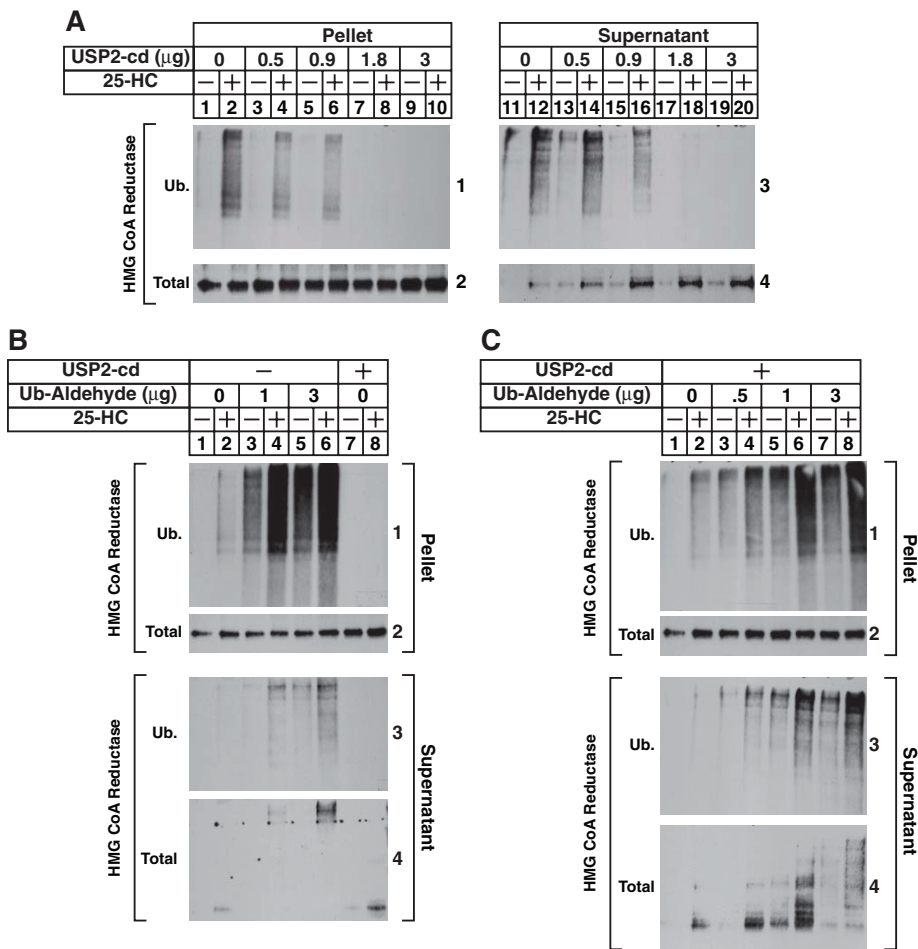 A
Pellet Supernatant
USP2-cd (μg) 0 0.5 0.9 1.8 3 0 0.5 0.9 1.8 3
25-HC − + − + − + − + − + − + − + − + − + − +
1 2 3 4 5 6 7 8 9 10 11 12 13 14 15 16 17 18 19 20
HMG CoA Reductase
Ub. 1 3
Total 2 4
B
USP2-cd − +
Ub-Aldehyde (μg) 0 1 3 0
25-HC − + − + − + − +
1 2 3 4 5 6 7 8
HMG CoA Reductase
Ub. 1
Total 2
Pellet
HMG CoA Reductase
Ub. 3
Total 4
Supernatant
C
USP2-cd +
Ub-Aldehyde (μg) 0 .5 1 3
25-HC − + − + − + − +
1 2 3 4 5 6 7 8
HMG CoA Reductase
Ub. 1
Total 2
Pellet
HMG CoA Reductase
Ub. 3
Total 4
Supernatant